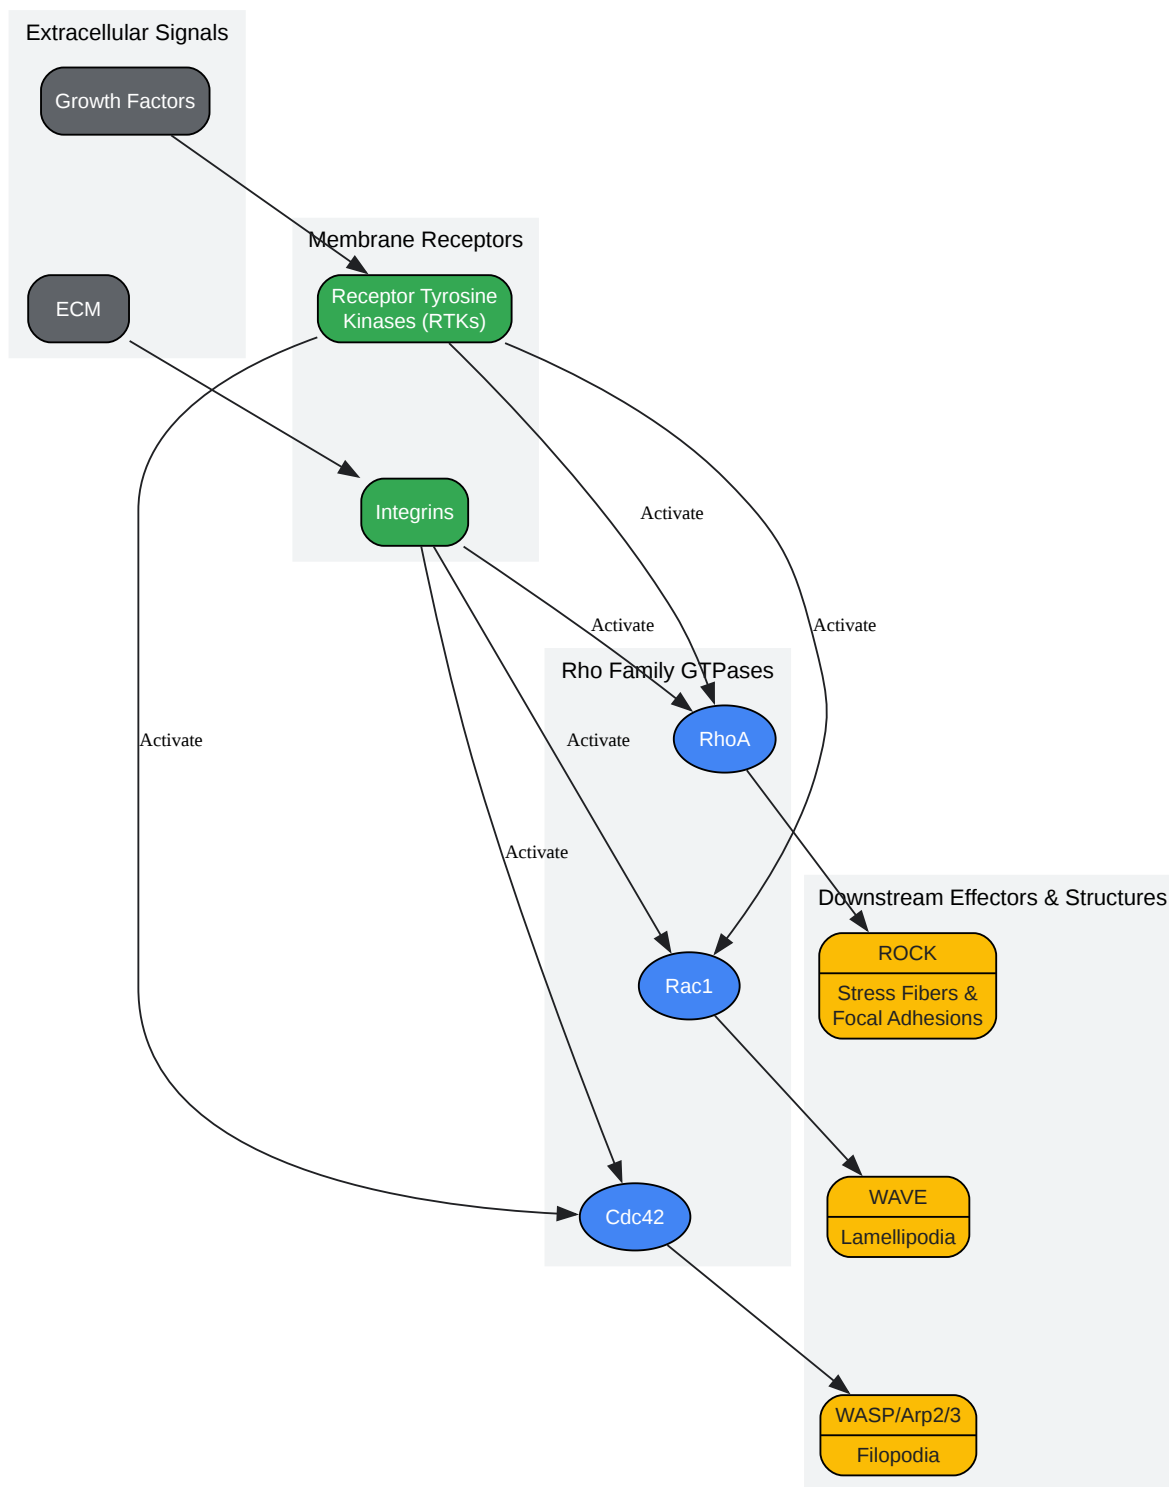 Extracellular Signals
Growth Factors
Membrane Receptors
Receptor Tyrosine
Kinases (RTKs)
ECM
Integrins
Activate
Activate
Activate
Rho Family GTPases
RhoA
Activate
Activate
Activate
Downstream Effectors & Structures
ROCK
Stress Fibers &
Focal Adhesions
Rac1
WAVE
Lamellipodia
Cdc42
WASP/Arp2/3
Filopodia